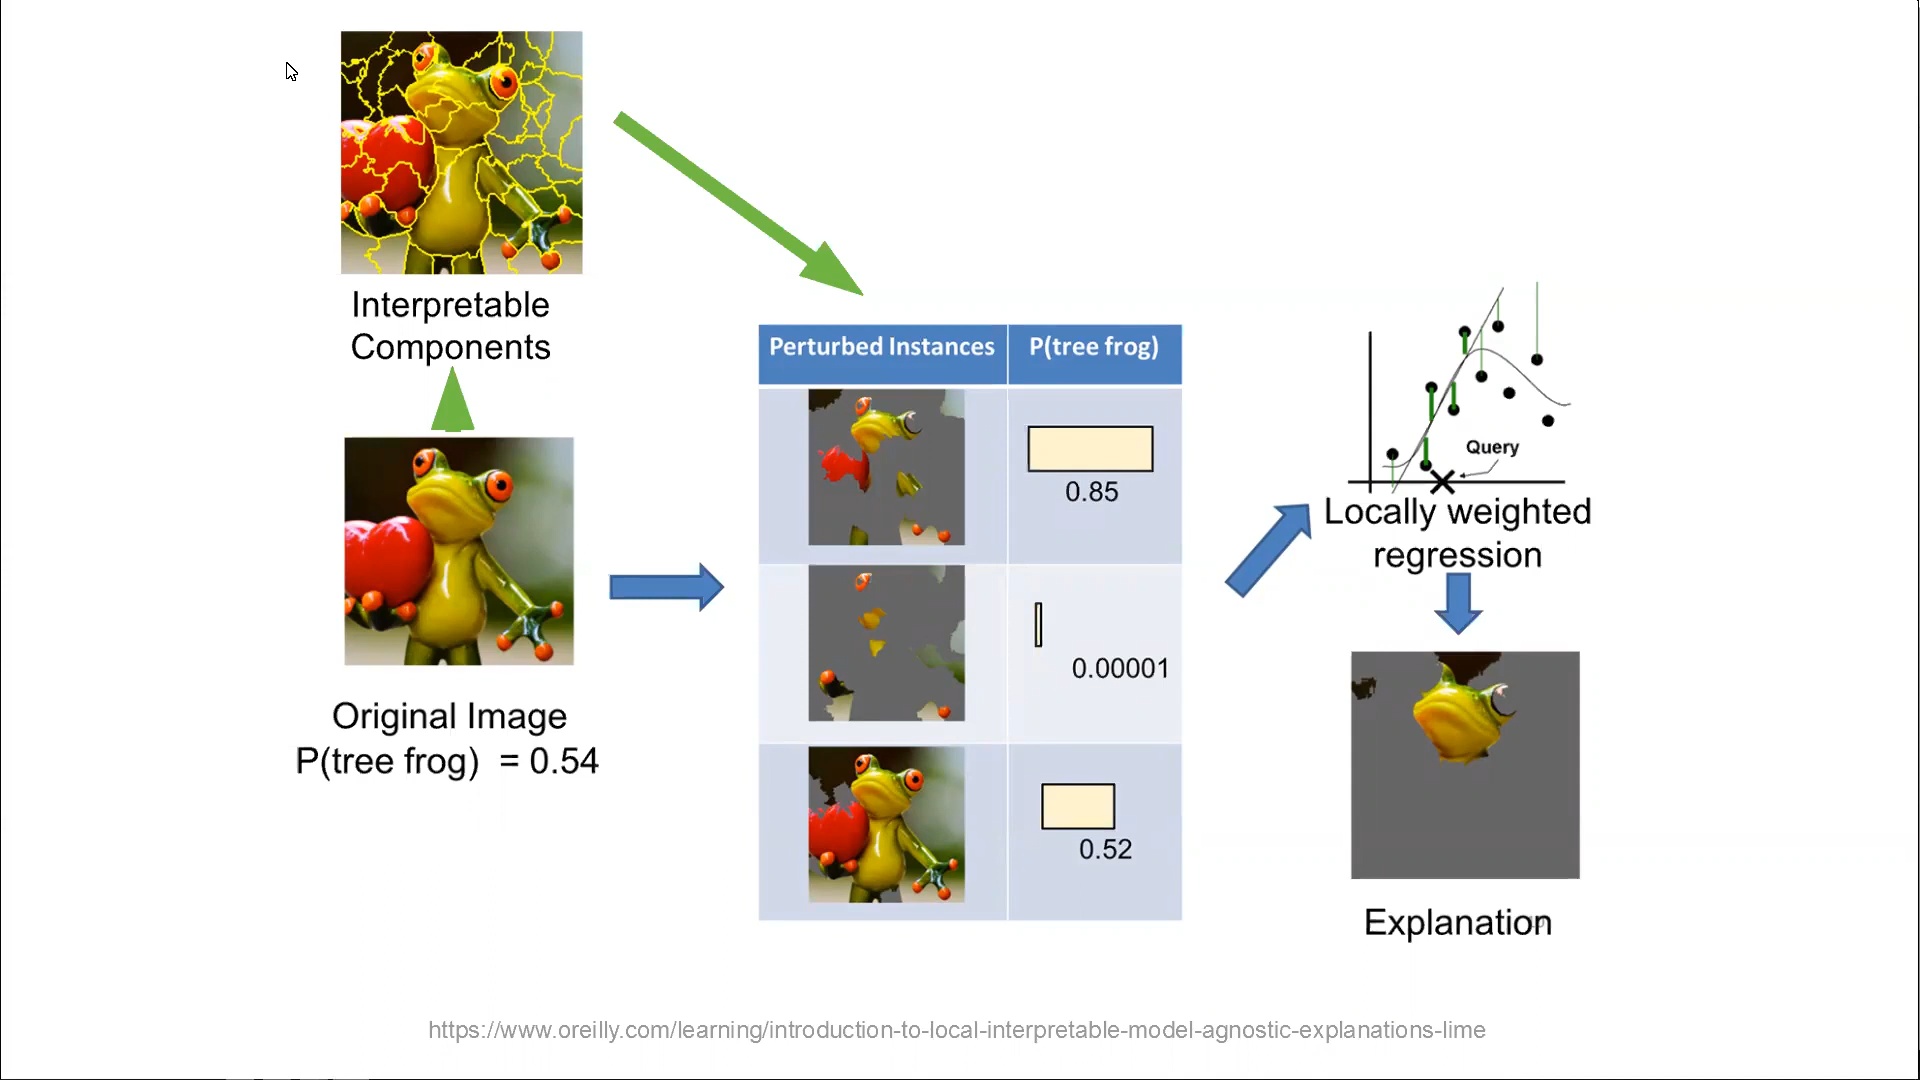 Interpretable
Components
Original Image
P(tree frog) = 0.54
Perturbed Instances
P(tree frog)
0.85
0.00001
0.52
Query
Locally weighted
regression
Explanation
https://www.oreilly.com/learning/introduction-to-local-interpretable-model-agnostic-explanations-lime